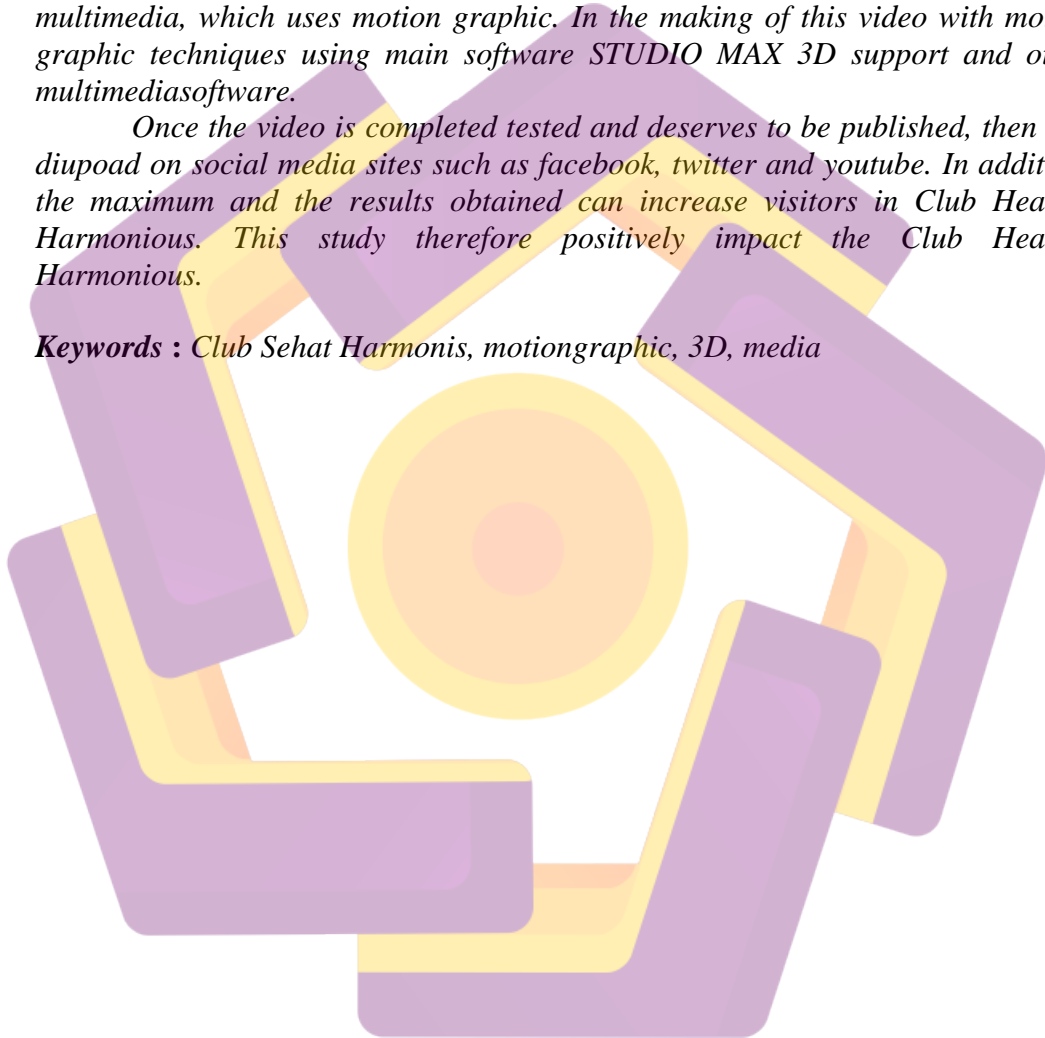 multimedia, which uses motion graphic. In the making of this video with mo
graphic techniques using main software STUDIO MAX 3D support and o
multimediasoftware.
Once the video is completed tested and deserves to be published, then
diupoad on social media sites such as facebook, twitter and youtube. In addit
the maximum and the results obtained can increase visitors in Club Hea
Harmonious. This study therefore positively impact the Club Hea
Harmonious.
Keywords : Club Sehat Harmonis, motiongraphic, 3D, media